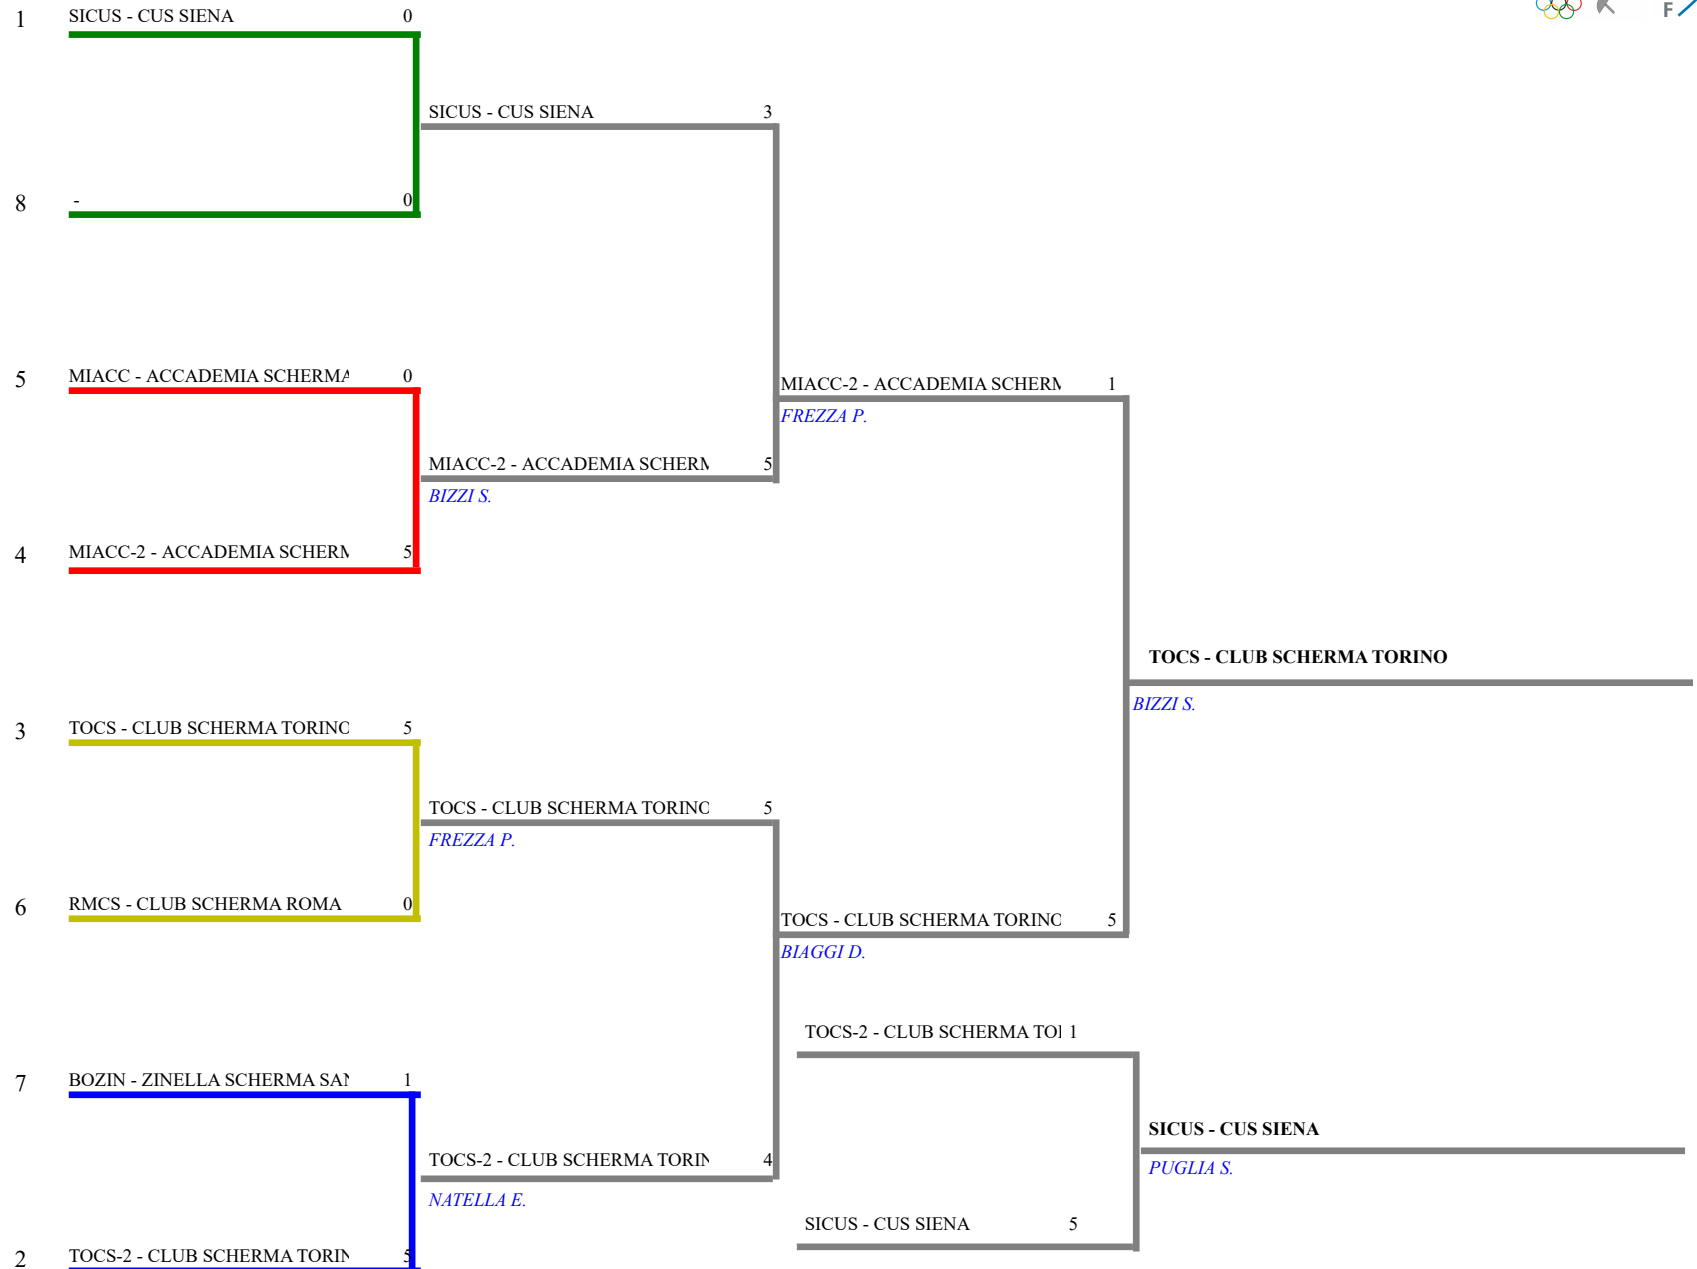 1 SICUS - CUS SIENA 0
F
SICUS - CUS SIENA 3
8 - 0
5 MIACC - ACCADEMIA SCHERMA 0
MIACC-2 - ACCADEMIA SCHERM 1
FREZZA P.
MIACC-2 - ACCADEMIA SCHERM 5
BIZZI S.
4 MIACC-2 - ACCADEMIA SCHERM 5
TOCS - CLUB SCHERMA TORINO
BIZZI S.
3 TOCS - CLUB SCHERMA TORINO 5
TOCS - CLUB SCHERMA TORINO 5
FREZZA P.
6 RMCS - CLUB SCHERMA ROMA 0
TOCS - CLUB SCHERMA TORINO 5
BIAGGI D.
TOCS-2 - CLUB SCHERMA TO 1
7 BOZIN - ZINELLA SCHERMA SAN 1
SICUS - CUS SIENA
PUGLIA S.
TOCS-2 - CLUB SCHERMA TORIN 4
NATELLA E.
SICUS - CUS SIENA 5
2 TOCS-2 - CLUB SCHERMA TORIN 5